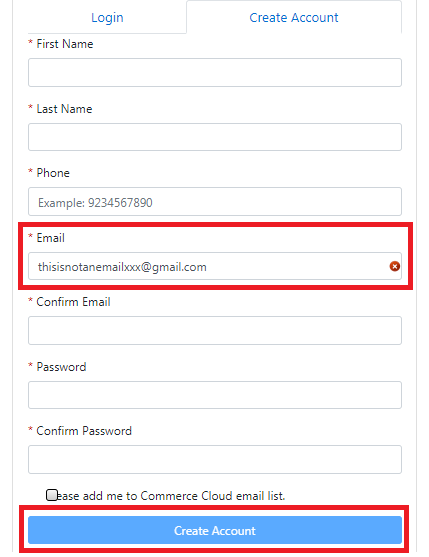 Login
Create Account
* First Name
* Last Name
* Phone
Example: 9234567890
* Email
thisisnotanemailxxx@gmail.com
* Confirm Email
* Password
* Confirm Password
ease add me to Commerce Cloud email list.
Create Account